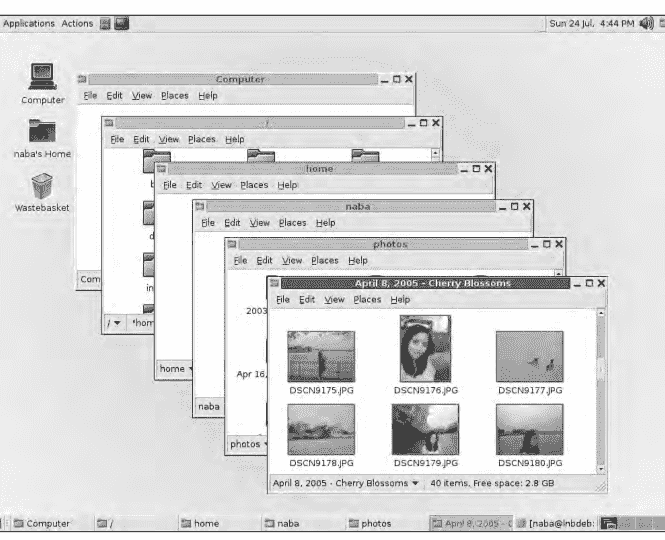 Applications Actions
Sun 24 Jul, 4:44 PM
Computer
naba's Home
Wastebasket
Computer
File Edit View Places Help
Com
/
File Edit View Places Help
b
d
in
/ "hom
home
File Edit View Places Help
home
naba
File Edit View Places Help
naba
photos
File Edit View Places Help
2003
Apr 16,
photos
April 8, 2005 - Cherry Blossoms
File Edit View Places Help
DSCN9175.JPG DSCN9176.JPG DSCN9177.JPG
DSCN9178.JPG DSCN9179.JPG DSCN9180.JPG
April 8, 2005 - Cherry Blossoms 40 items, Free space: 2.8 GB
Computer / home naba photos April 8, 2005 - C [naba@lnbdeb: